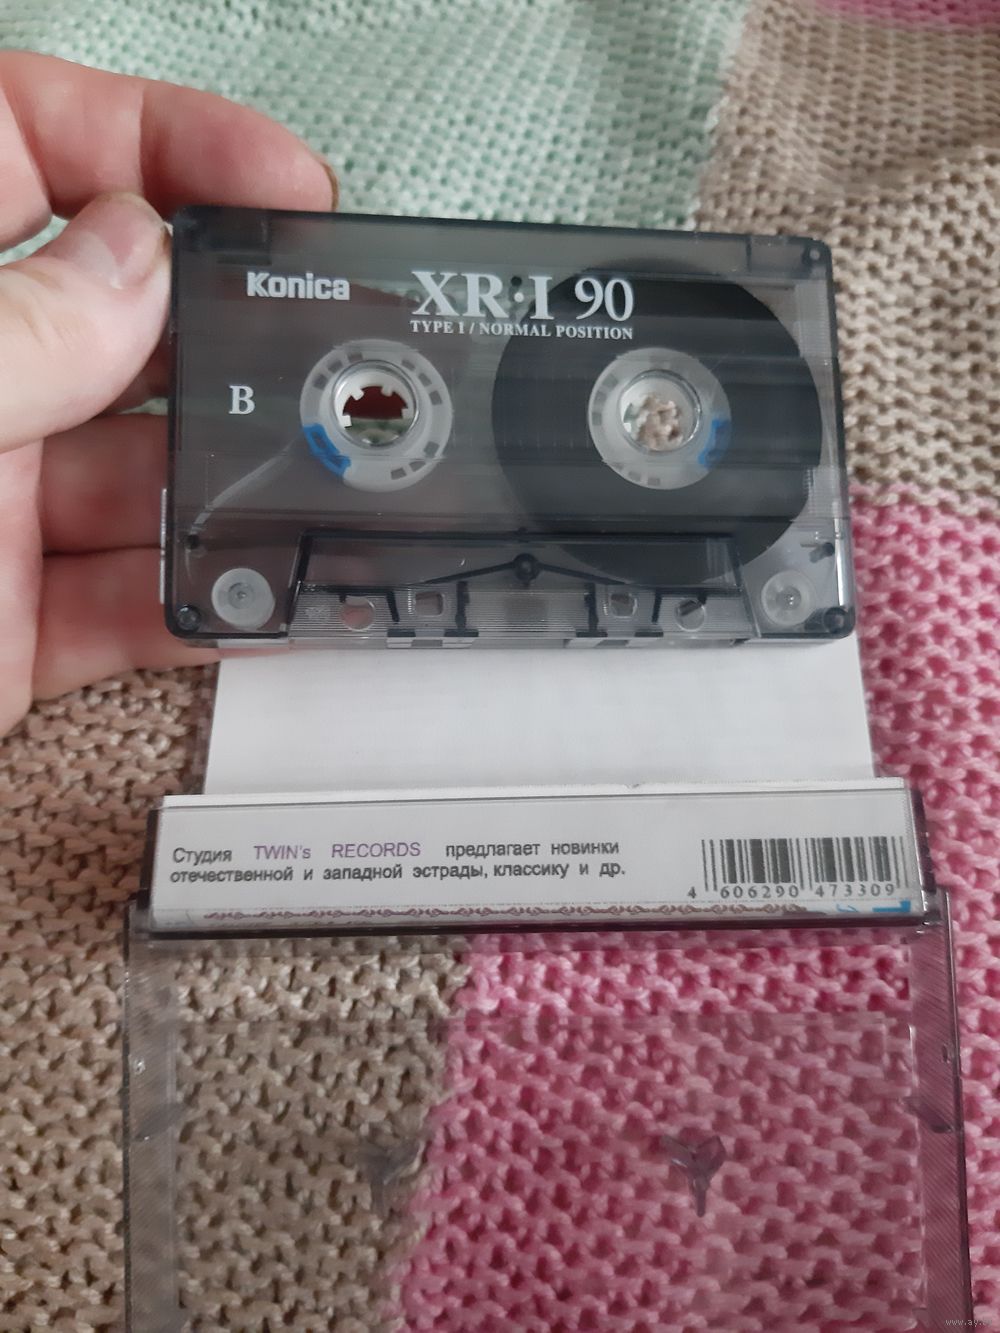 Konica
XR·I 90
TYPE I / NORMAL POSITION
B
Студия TWIN's RECORDS предлагает новинки
отечественной и западной эстрады, классику и др.
4 606290 473309